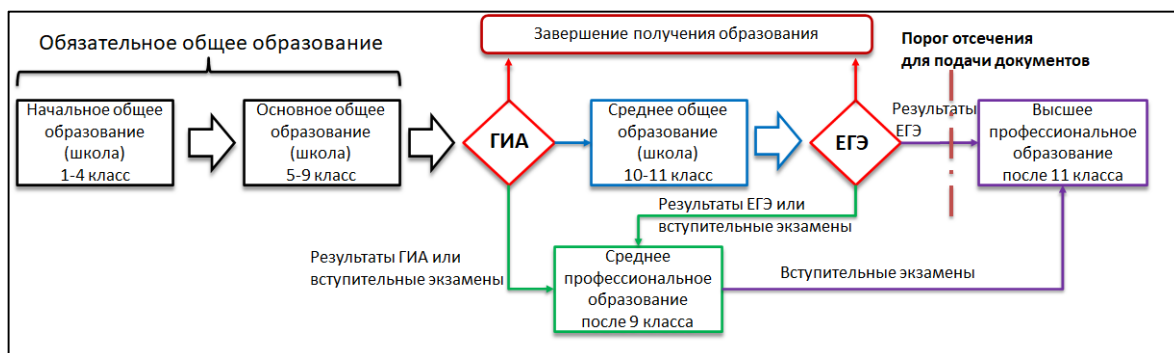 Обязательное общее образование
Завершение получения образования
Порог отсечения
для подачи документов
Начальное общее
образование
(школа)
1-4 класс
Основное общее
образование
(школа)
5-9 класс
ГИА
Среднее общее
образование
(школа)
10-11 класс
ЕГЭ
Результаты
ЕГЭ
Высшее
профессиональное
образование
после 11 класса
Результаты ЕГЭ или
вступительные экзамены
Результаты ГИА или
вступительные экзамены
Среднее
профессиональное
образование
после 9 класса
Вступительные экзамены